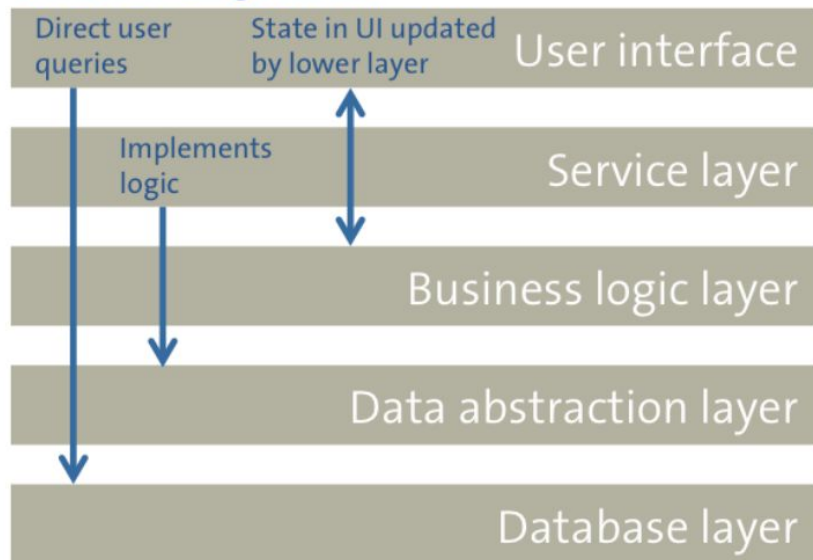 Direct user
queries
State in UI updated
by lower layer
User interface
Implements
logic
Service layer
Business logic layer
Data abstraction layer
Database layer